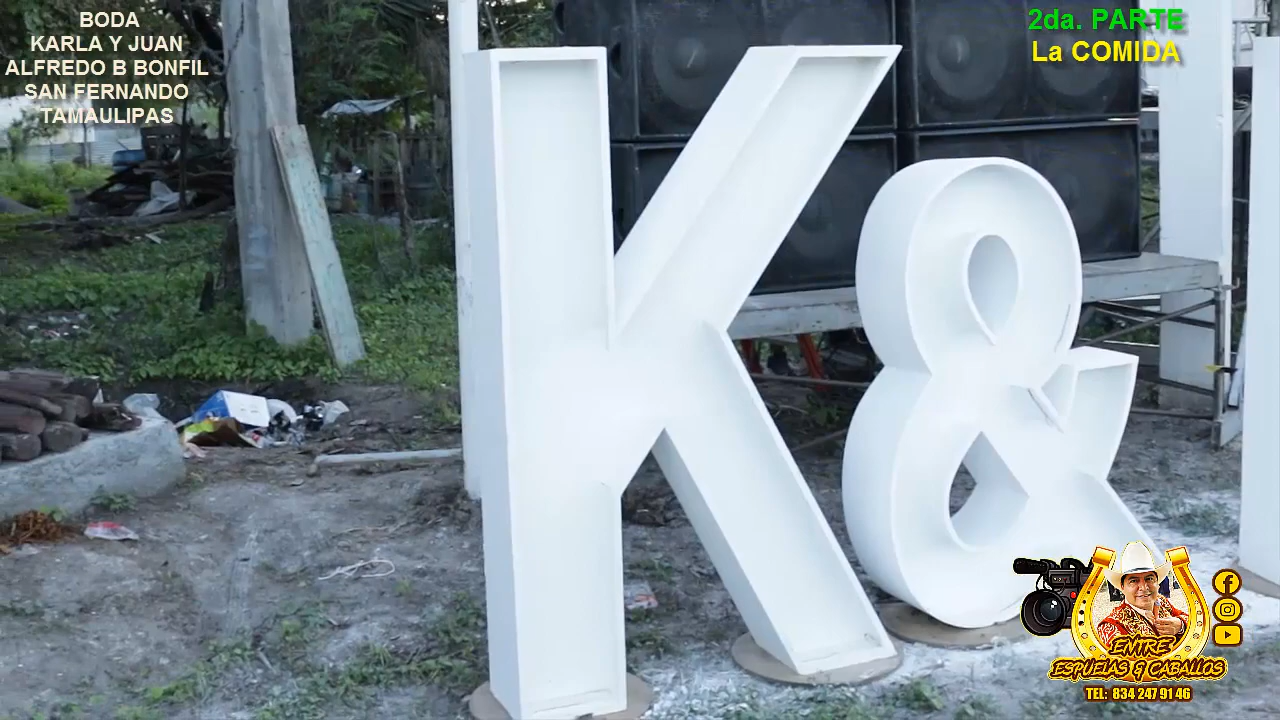 BODA
KARLA Y JUAN
ALFREDO B BONFIL
SAN FERNANDO
TAMAULIPAS
2da. PARTE
La COMIDA
K&
ENTRE
ESPUELAS Y CABALLOS
TEL: 834 247 91 46